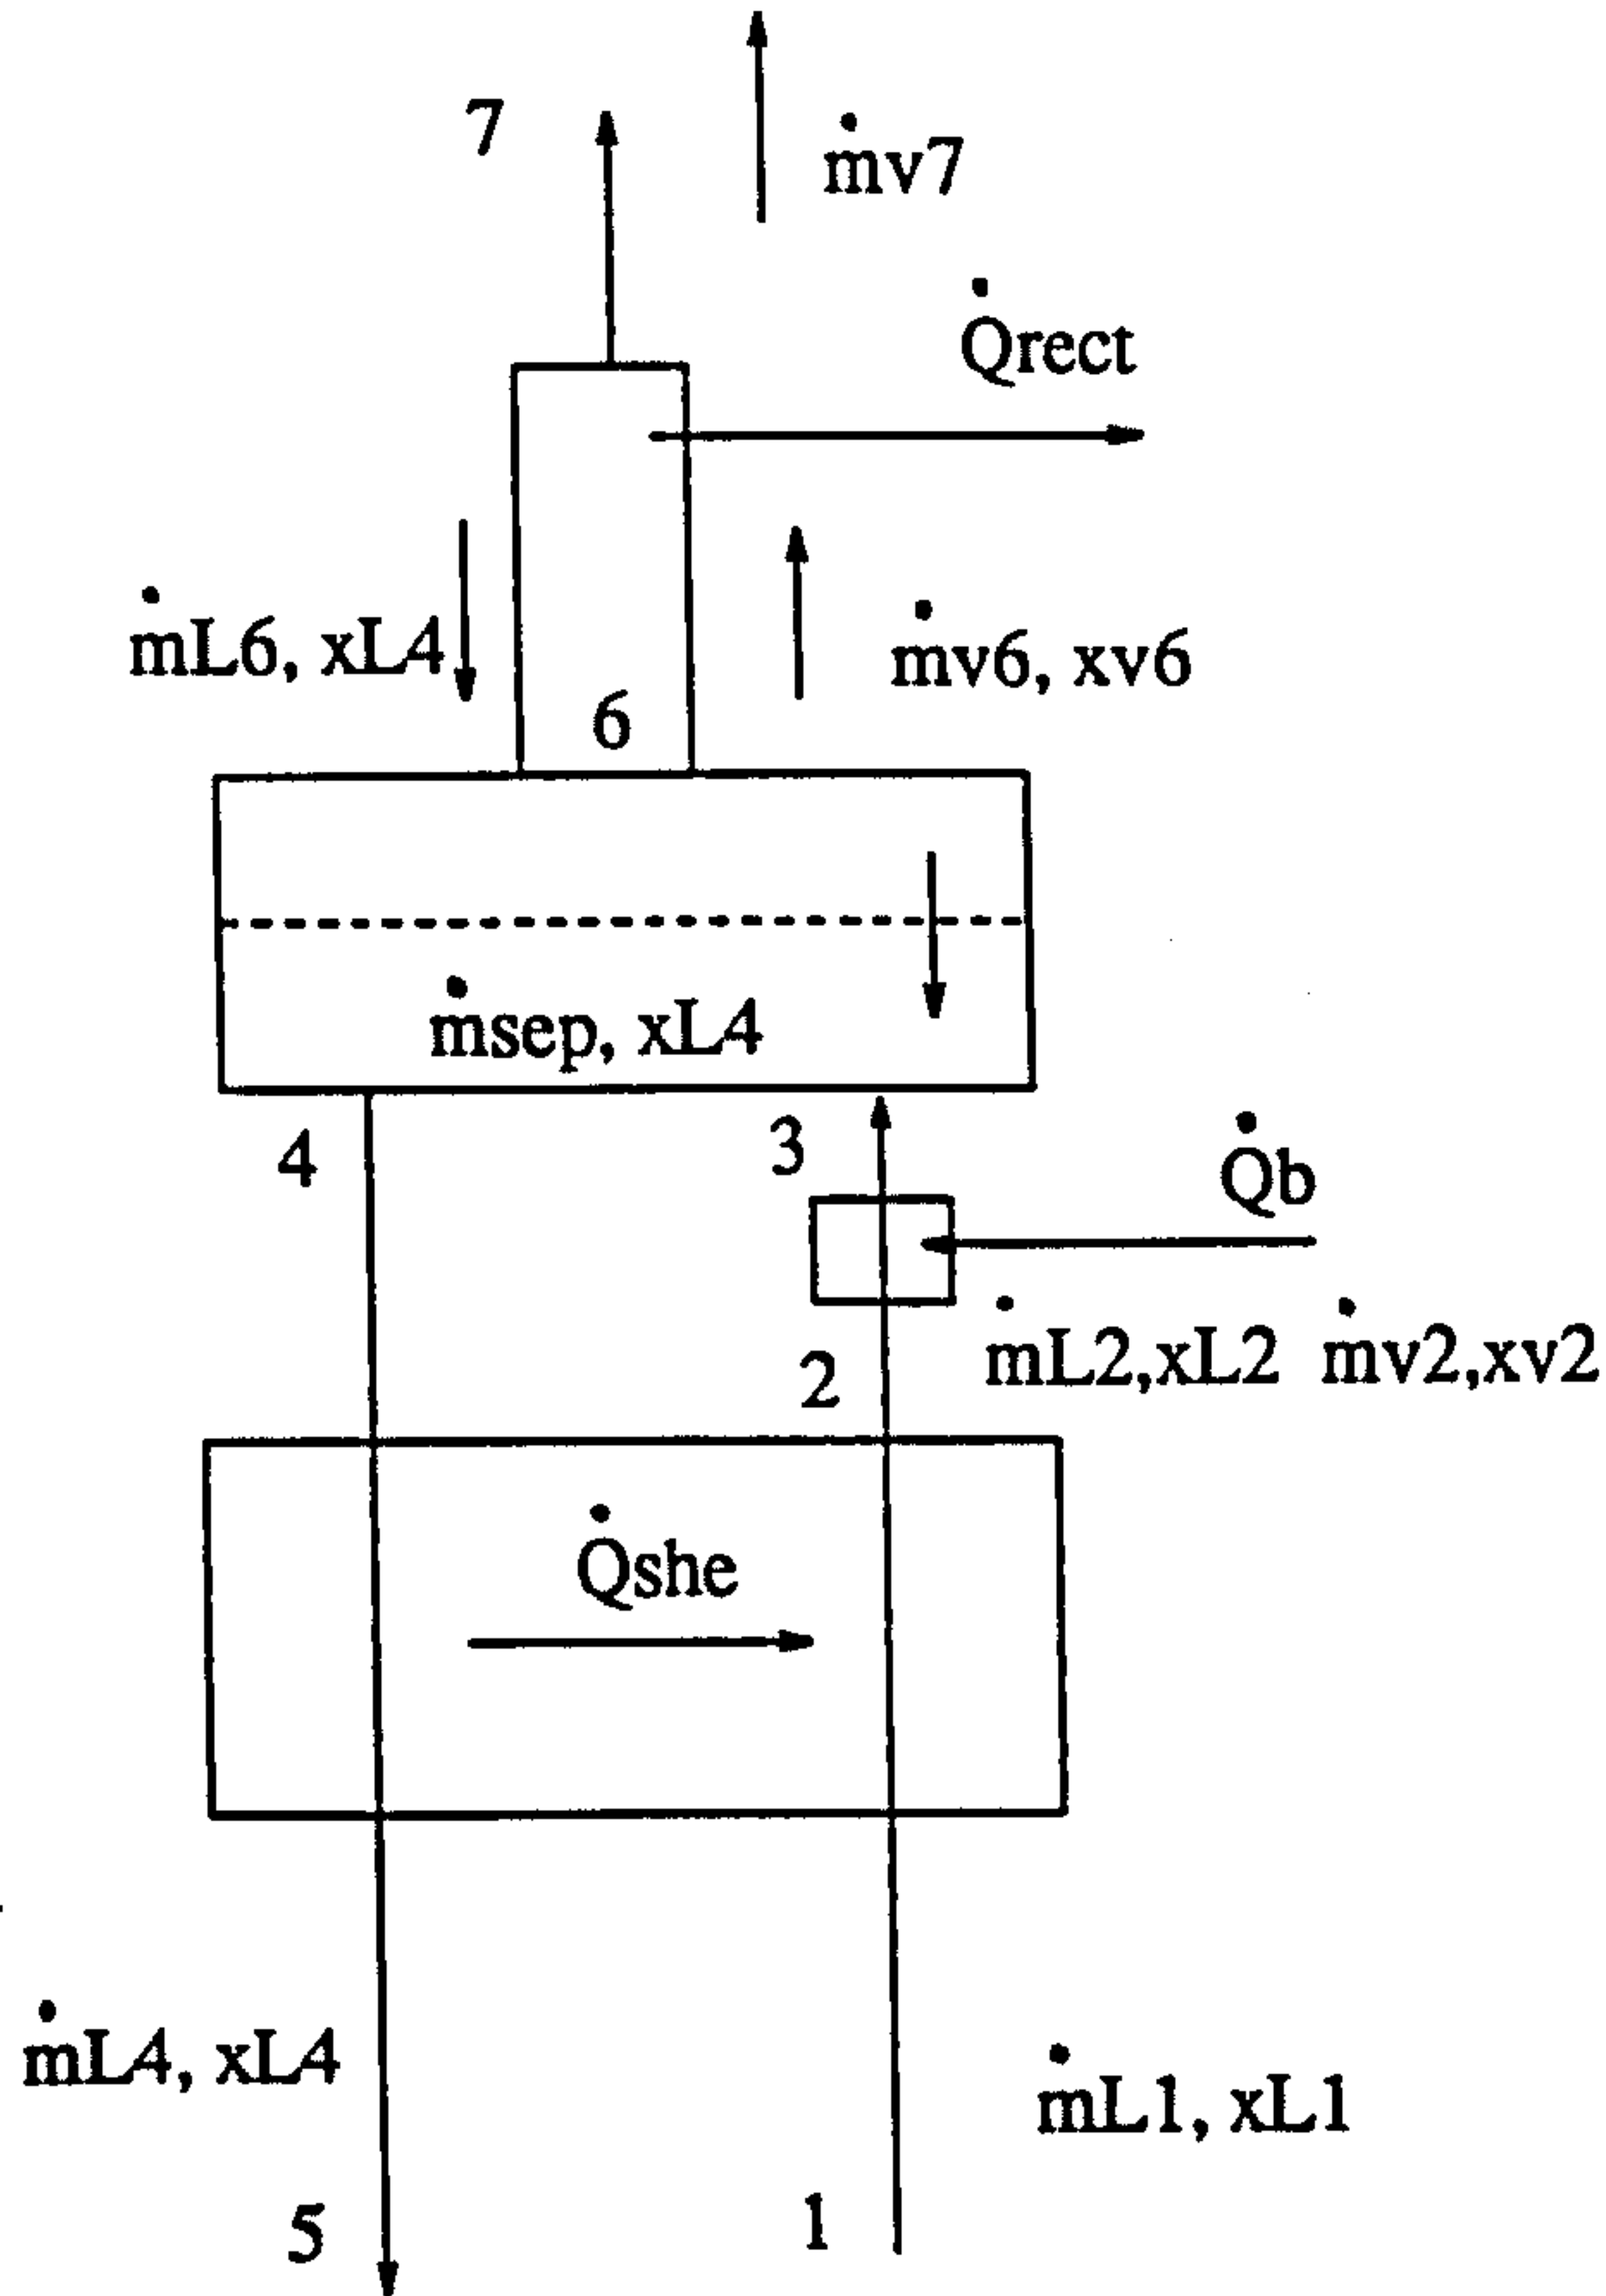 7
ṁv7
Q̇rect
ṁL6, xL4
ṁv6, xv6
6
ṁsep, xL4
4
3
Q̇b
2
ṁL2,xL2 ṁv2,xv2
Q̇she
ṁL4, xL4
ṁL1, xL1
5
1